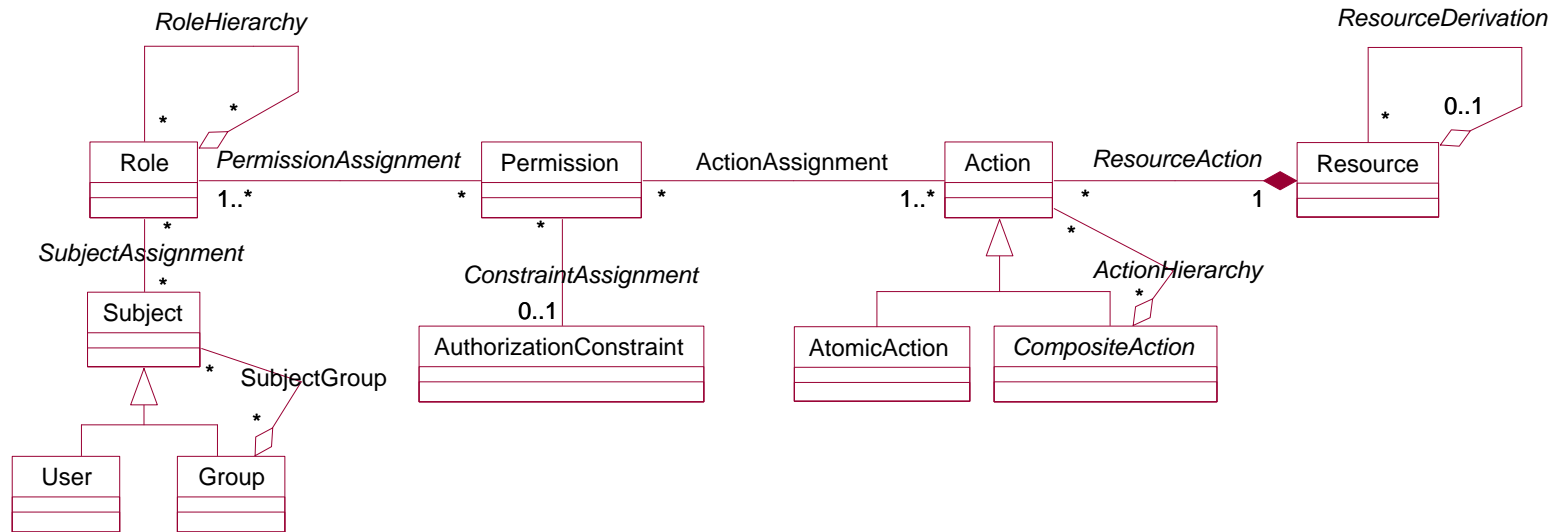 RoleHierarchy
ResourceDerivation
*
*
*
0..1
Role
PermissionAssignment
Permission
ActionAssignment
Action
ResourceAction
Resource
1..*
*
*
1..*
*
1
*
SubjectAssignment
*
*
ConstraintAssignment
0..1
*
ActionHierarchy
*
Subject
AuthorizationConstraint
AtomicAction
CompositeAction
*
SubjectGroup
*
User
Group